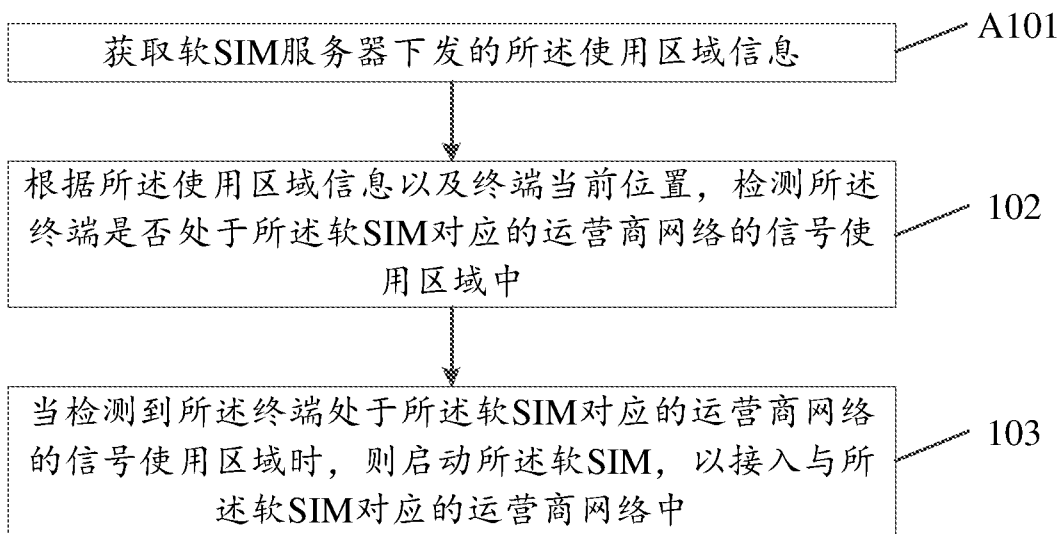 获取软SIM服务器下发的所述使用区域信息
A101
根据所述使用区域信息以及终端当前位置，检测所述
终端是否处于所述软SIM对应的运营商网络的信号使
用区域中
102
当检测到所述终端处于所述软SIM对应的运营商网络
的信号使用区域时，则启动所述软SIM，以接入与所
述软SIM对应的运营商网络中
103